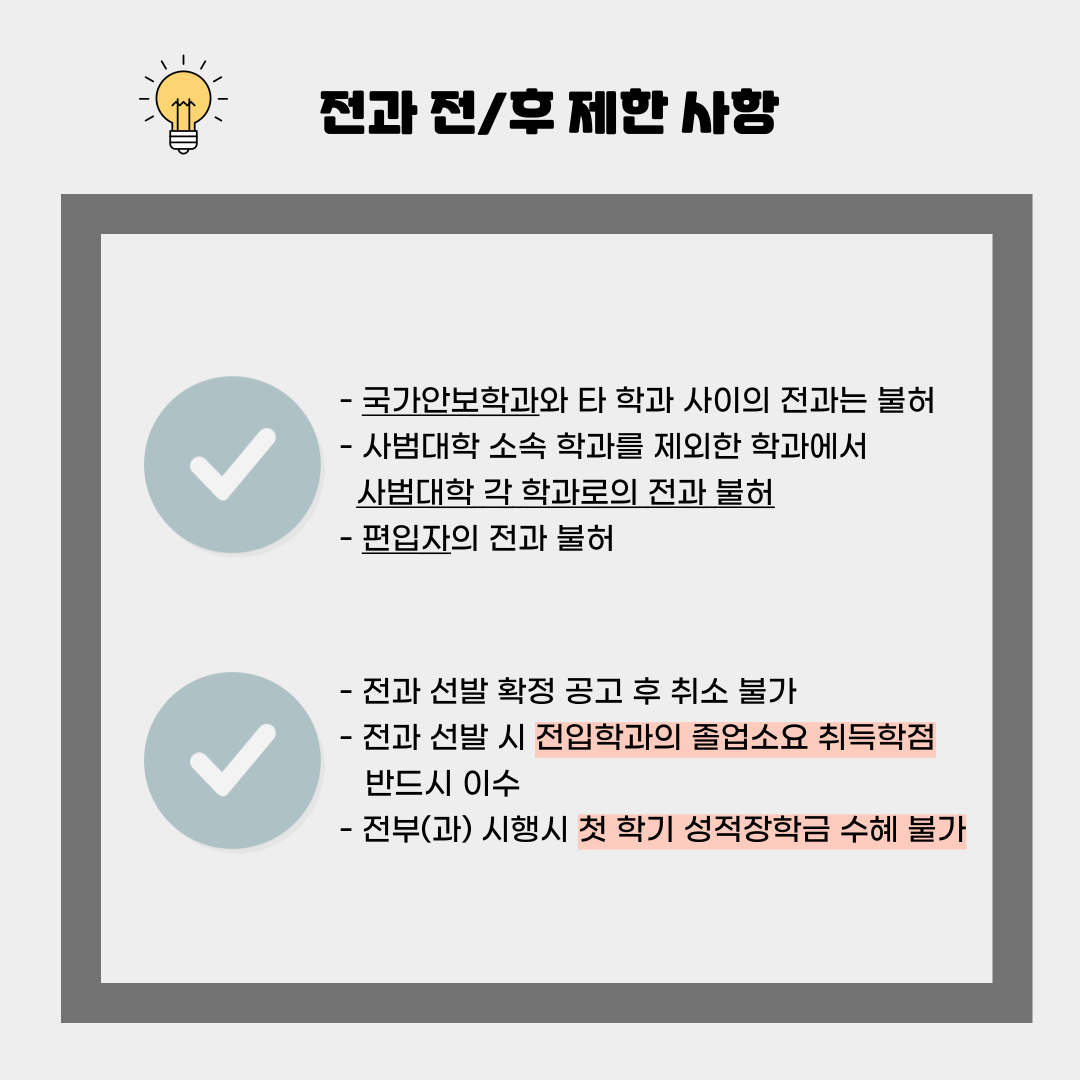 전과 전/후 제한 사항
- 국가안보학과와 타 학과 사이의 전과는 불허
- 사범대학 소속 학과를 제외한 학과에서
사범대학 각 학과로의 전과 불허
- 편입자의 전과 불허
- 전과 선발 확정 공고 후 취소 불가
- 전과 선발 시 전입학과의 졸업소요 취득학점
반드시 이수
- 전부(과) 시행시 첫 학기 성적장학금 수혜 불가